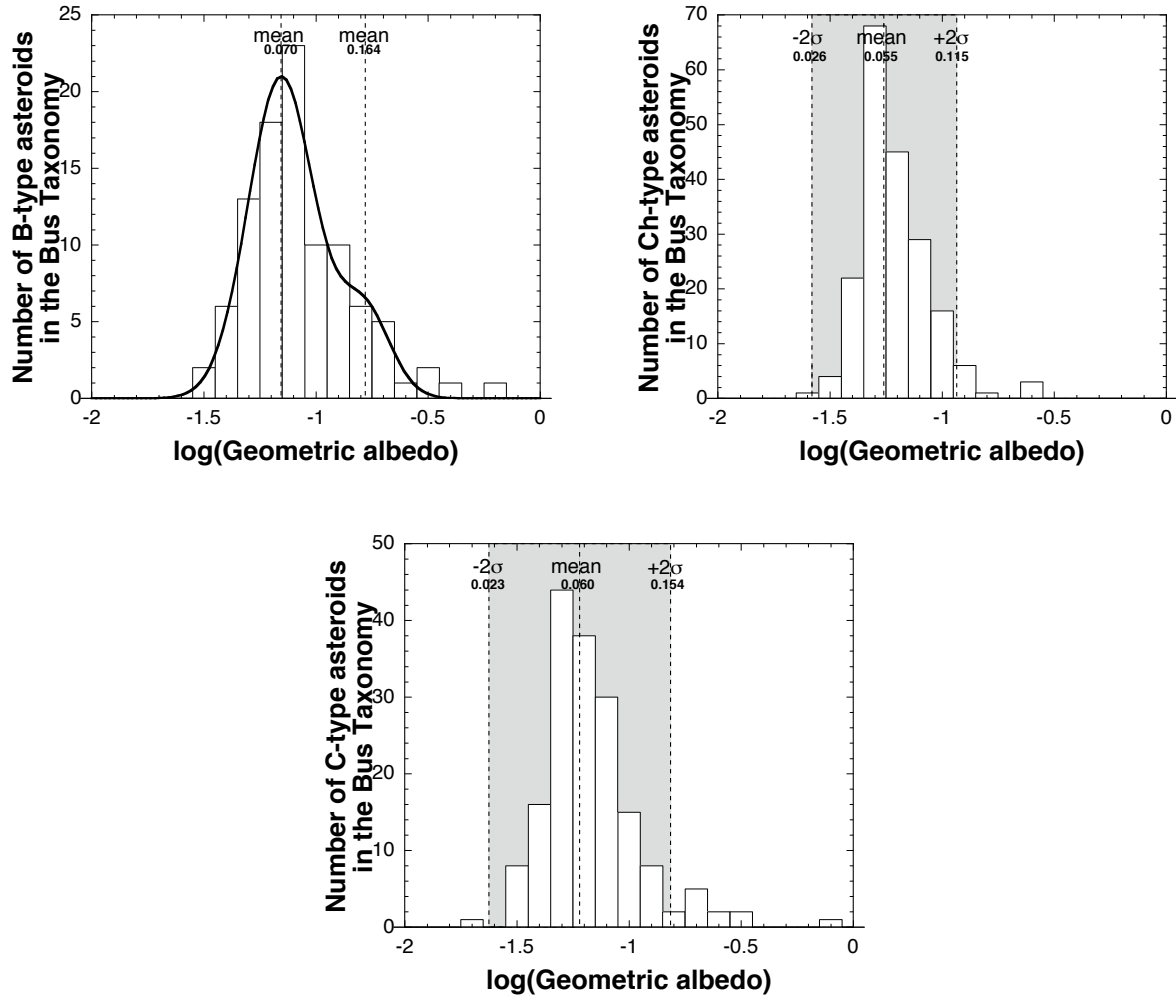 Number of B-type asteroids
in the Bus Taxonomy
25
20
15
10
5
0
mean
0.070
mean
0.164
-2
-1.5
-1
-0.5
0
log(Geometric albedo)
Number of Ch-type asteroids
in the Bus Taxonomy
70
60
50
40
30
20
10
0
-2σ
0.026
mean
0.055
+2σ
0.115
-2
-1.5
-1
-0.5
0
log(Geometric albedo)
Number of C-type asteroids
in the Bus Taxonomy
50
40
30
20
10
0
-2σ
0.023
mean
0.060
+2σ
0.154
-2
-1.5
-1
-0.5
0
log(Geometric albedo)